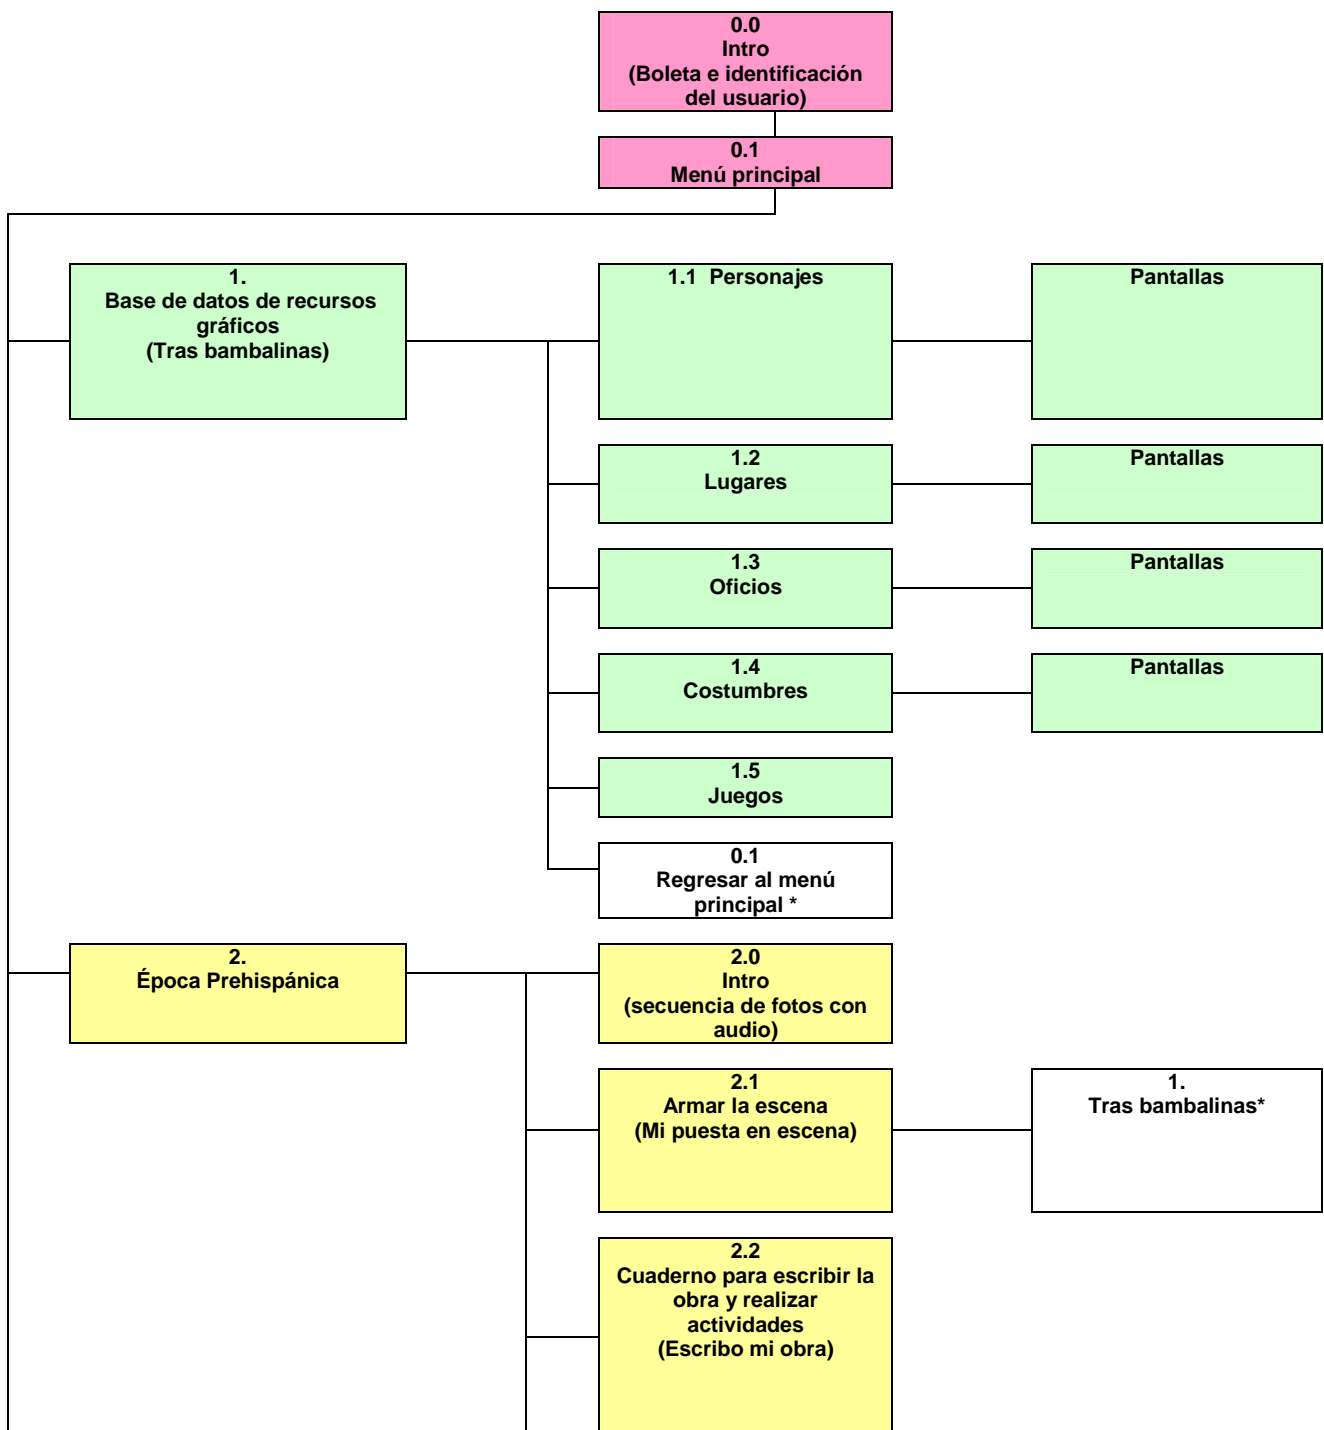 0.0
Intro
(Boleta e identificación
del usuario)
0.1
Menú principal
1.
Base de datos de recursos
gráficos
(Tras bambalinas)
1.1  Personajes
Pantallas
1.2
Lugares
Pantallas
1.3
Oficios
Pantallas
1.4
Costumbres
Pantallas
1.5
Juegos
0.1
Regresar al menú
principal *
2.
Época Prehispánica
2.0
Intro
(secuencia de fotos con
audio)
2.1
Armar la escena
(Mi puesta en escena)
1.
Tras bambalinas*
2.2
Cuaderno para escribir la
obra y realizar
actividades
(Escribo mi obra)